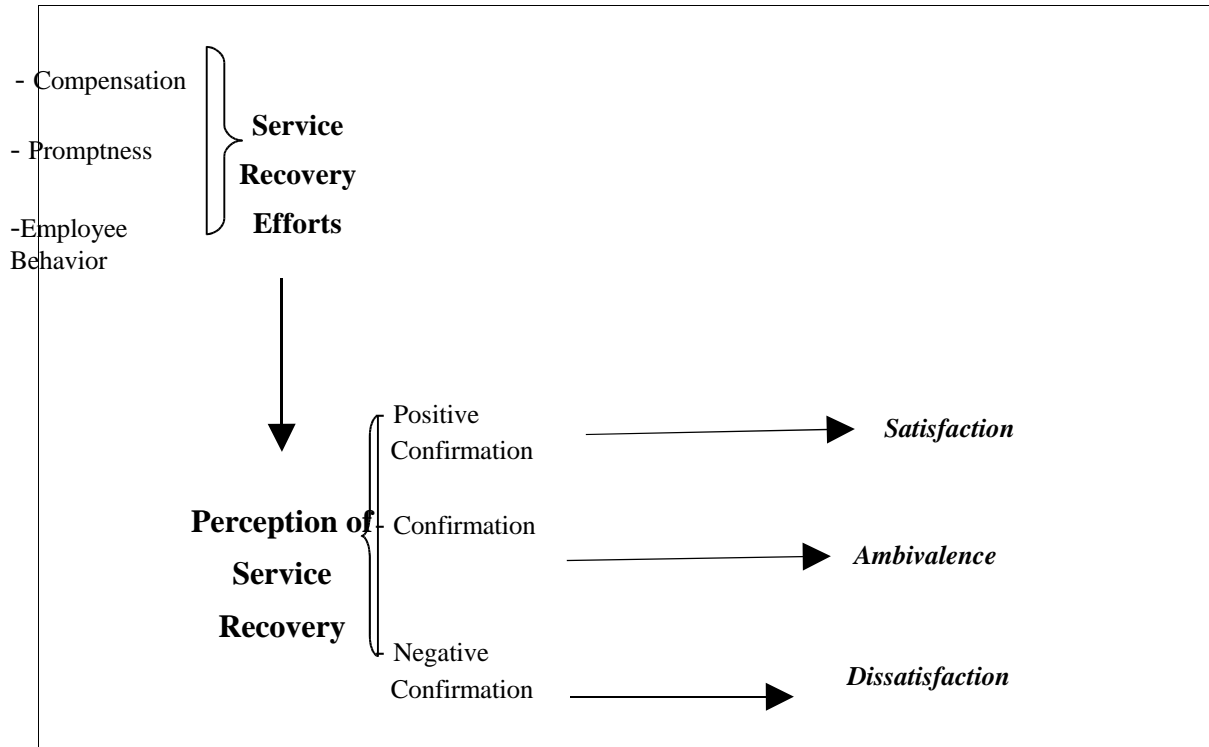 - Compensation
- Promptness
-Employee
Behavior
Service
Recovery
Efforts
Perception of
Service
Recovery
- Positive
Confirmation
- Confirmation
- Negative
Confirmation
Satisfaction
Ambivalence
Dissatisfaction